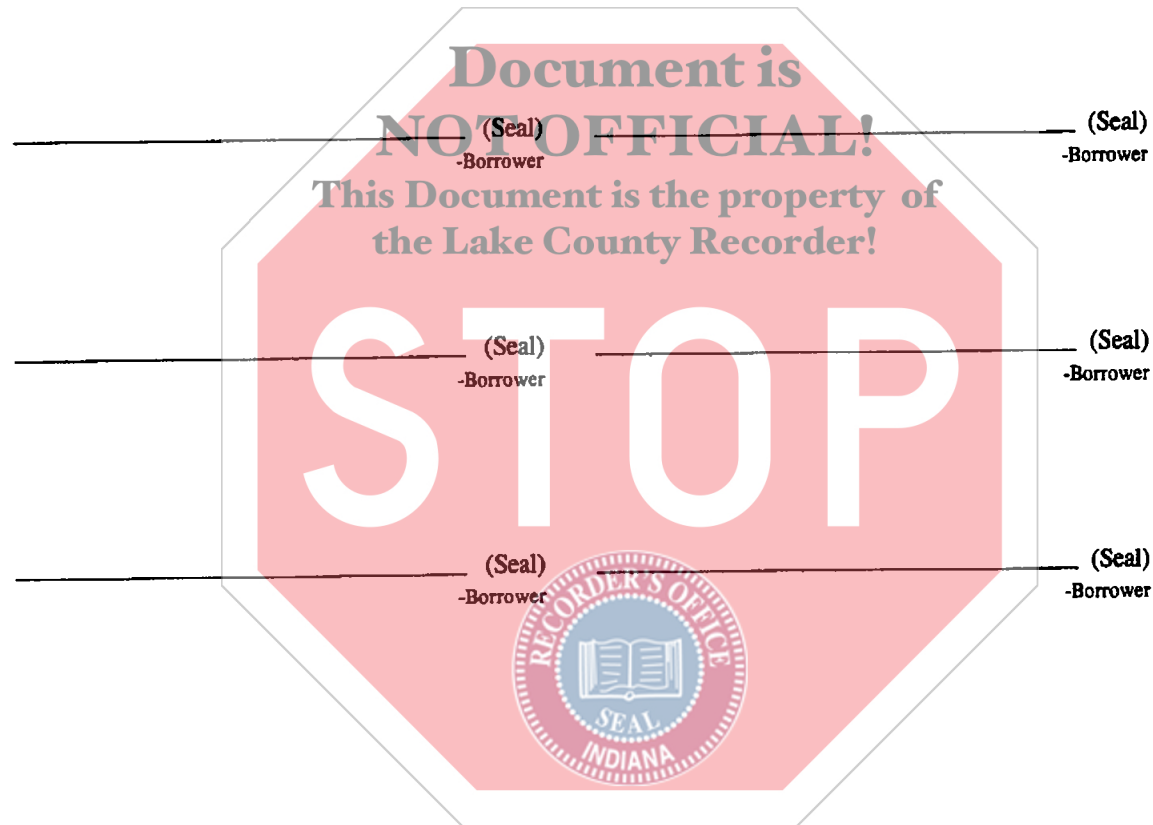 Document is
NOT OFFICIAL!
(Seal) (Seal)
-Borrower -Borrower
This Document is the property of
the Lake County Recorder!
STOP
(Seal) (Seal)
-Borrower -Borrower
(Seal) (Seal)
-Borrower -Borrower
RECORDER'S OFFICE
SEAL
INDIANA